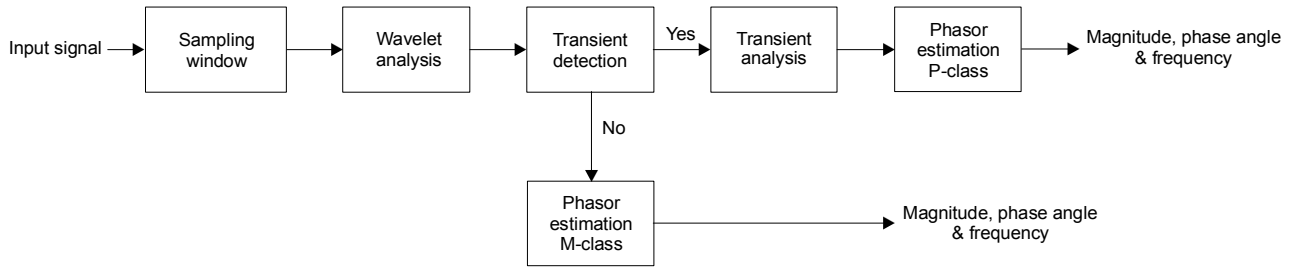 Input signal
Sampling
window
Wavelet
analysis
Transient
detection
Yes
Transient
analysis
Phasor
estimation
P-class
Magnitude, phase angle
& frequency
No
Phasor
estimation
M-class
Magnitude, phase angle
& frequency